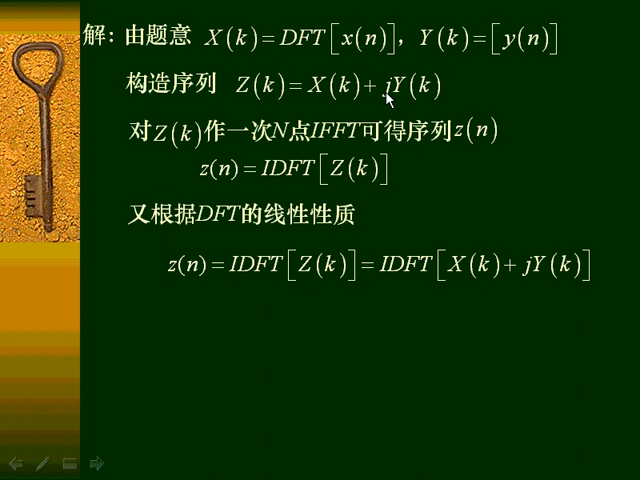 解：由题意 X(k)=DFT[x(n)]，Y(k)=[y(n)]
构造序列 Z(k)=X(k)+jY(k)
对Z(k)作一次N点IFFT可得序列z(n)
z(n)=IDFT[Z(k)]
又根据DFT的线性性质
z(n)=IDFT[Z(k)]=IDFT[X(k)+jY(k)]